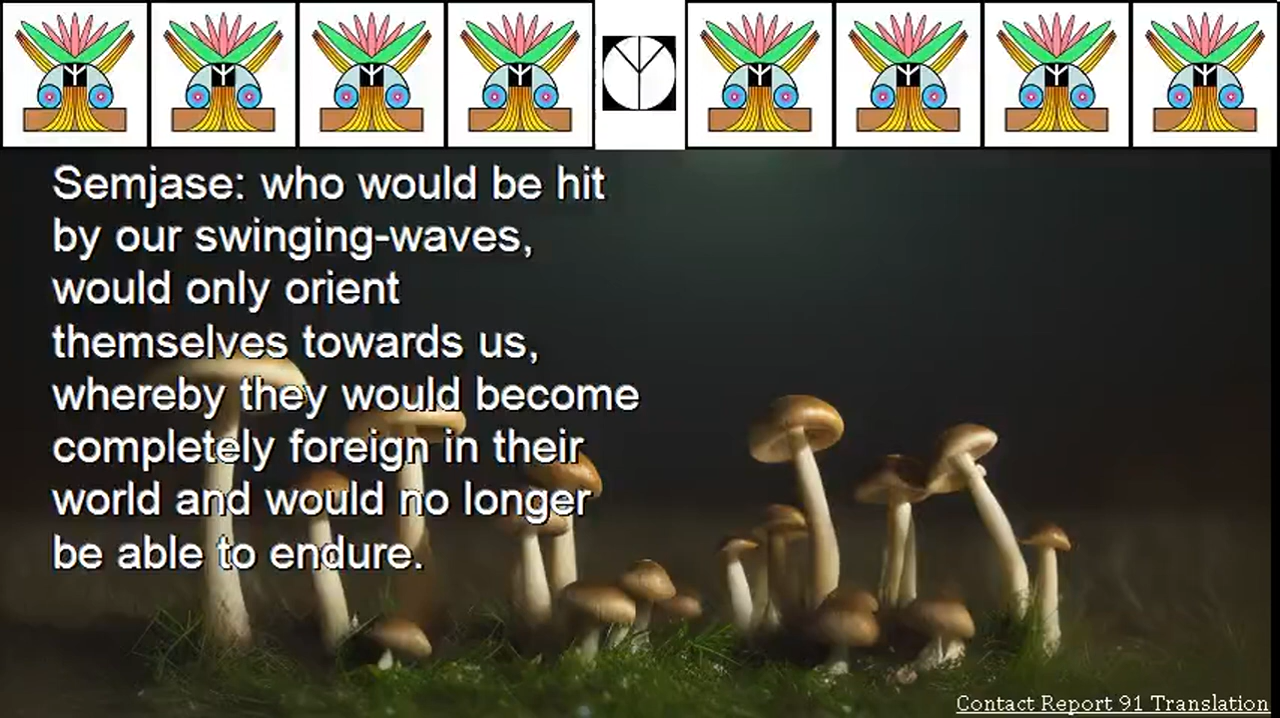 Semjase: who would be hit
by our swinging-waves,
would only orient
themselves towards us,
whereby they would become
completely foreign in their
world and would no longer
be able to endure.
Contact Report 91 Translation